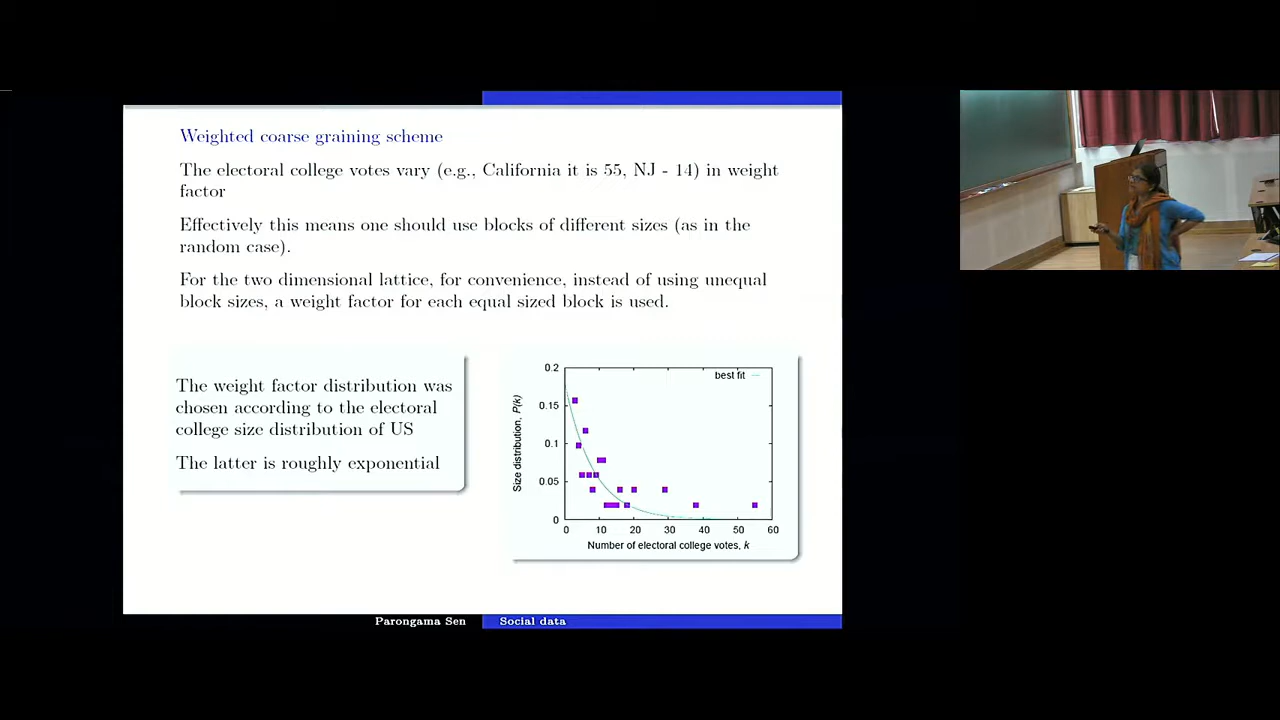 Weighted coarse graining scheme
The electoral college votes vary (e.g., California it is 55, NJ - 14) in weight
factor
Effectively this means one should use blocks of different sizes (as in the
random case).
For the two dimensional lattice, for convenience, instead of using unequal
block sizes, a weight factor for each equal sized block is used.
The weight factor distribution was
chosen according to the electoral
college size distribution of US
The latter is roughly exponential
best fit
Size distribution, P(k)
0.2
0.15
0.1
0.05
0
0 10 20 30 40 50 60
Number of electoral college votes, k
Parongama Sen Social data